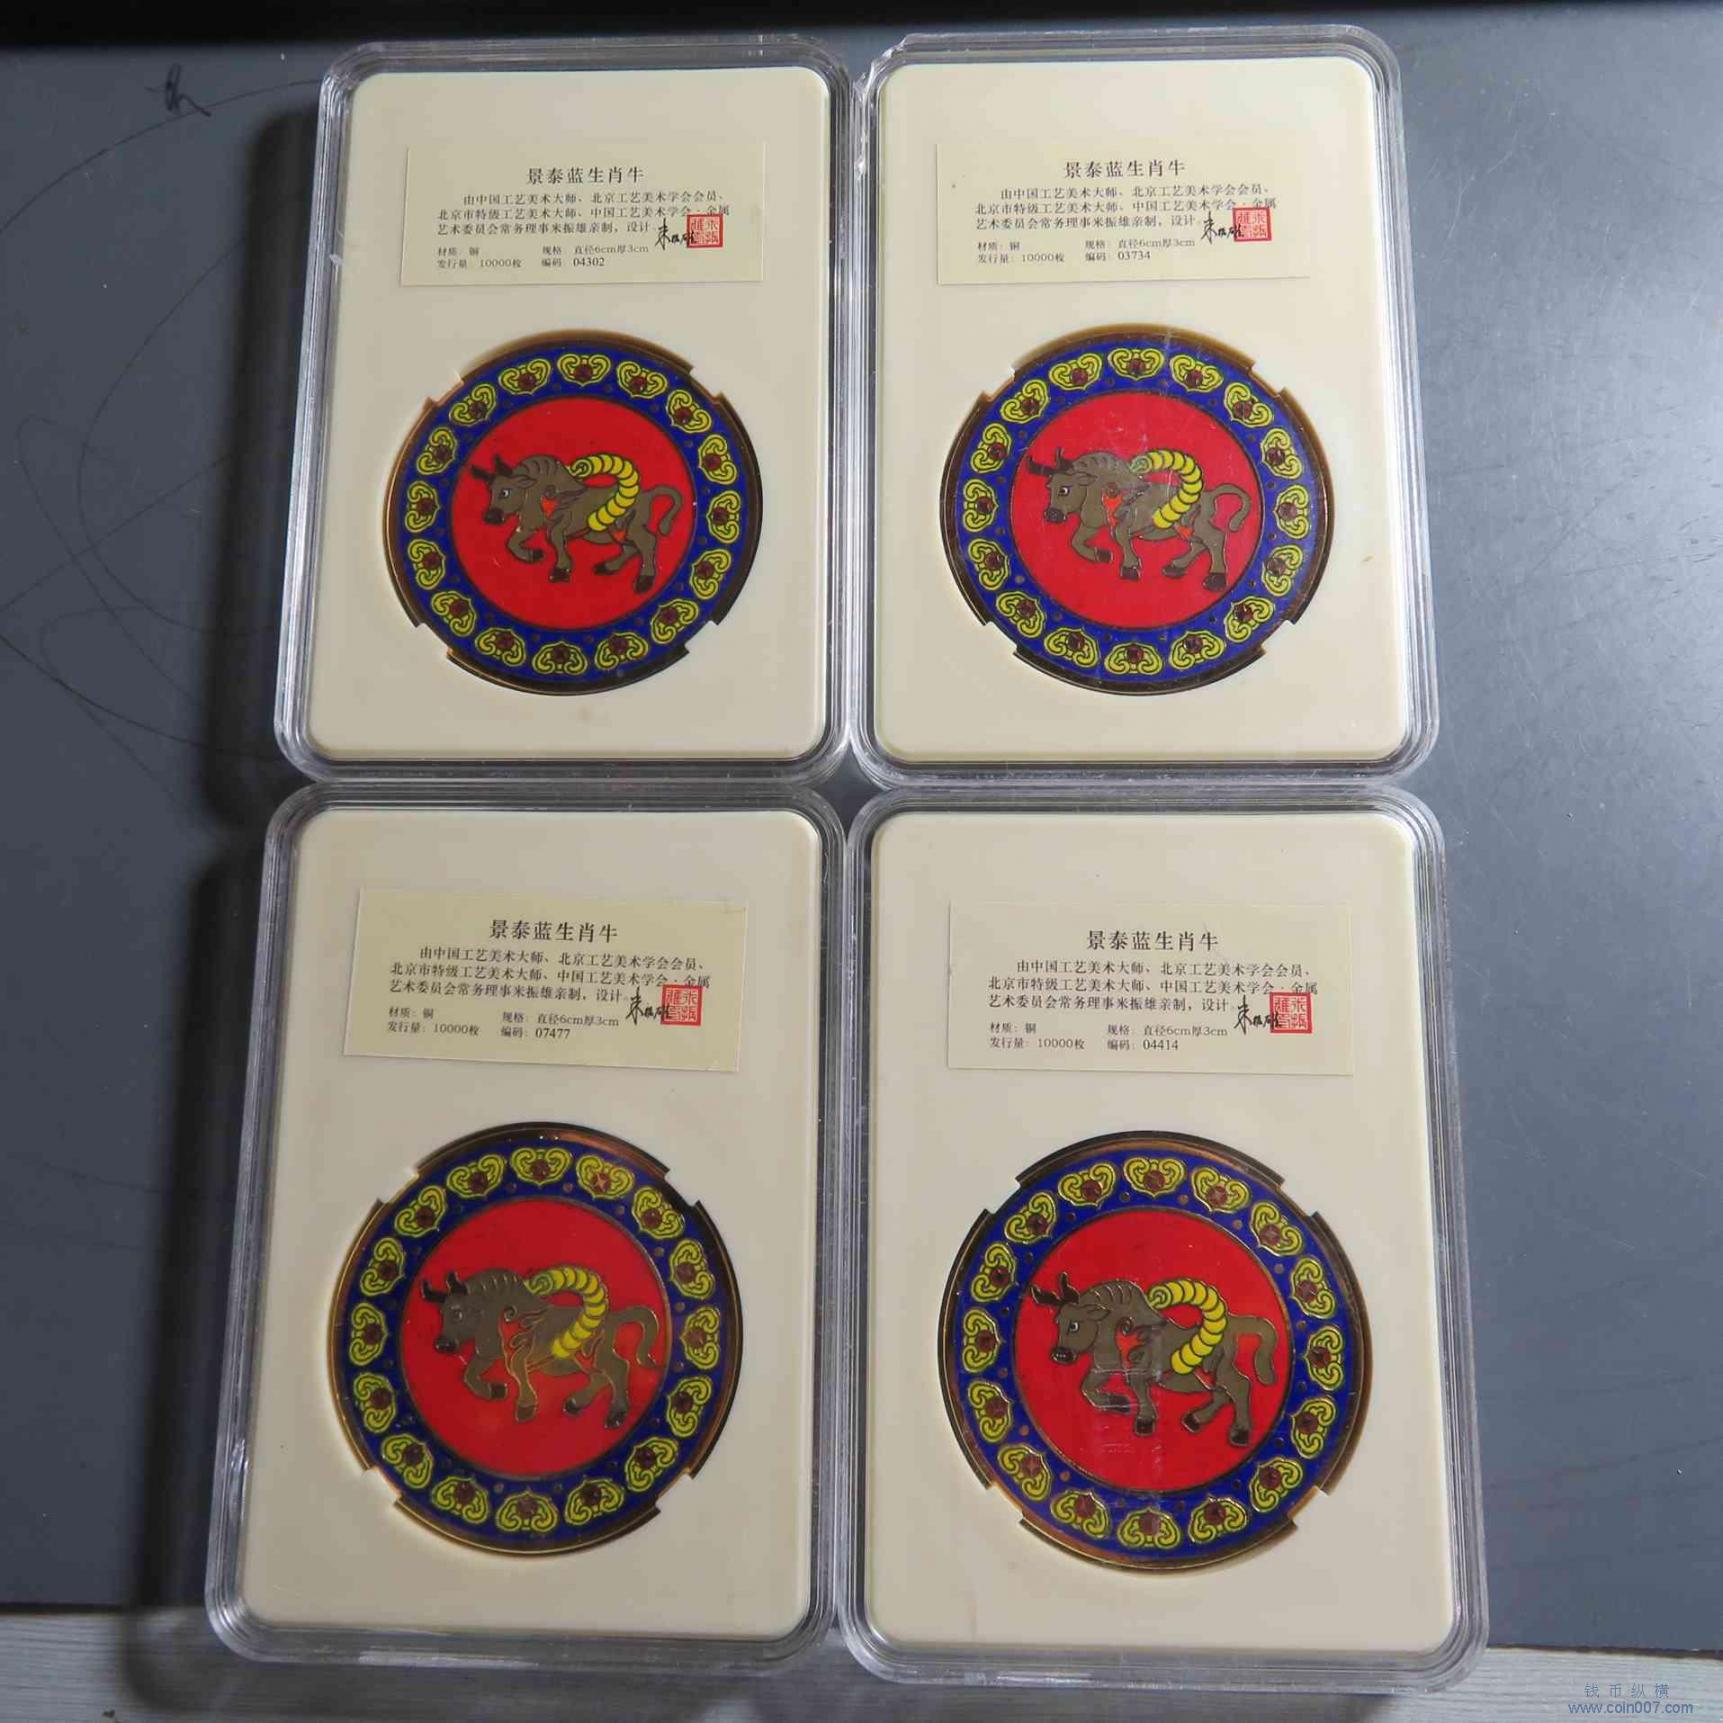 景泰蓝生肖牛
由中国工艺美术大师、北京工艺美术学会会员、
北京市特级工艺美术大师、中国工艺美术学会·金属
艺术委员会常务理事米振雄亲制，设计。
材质：铜 规格：直径6cm厚3cm
发行量：10000枚 编码：04302
景泰蓝生肖牛
由中国工艺美术大师、北京工艺美术学会会员、
北京市特级工艺美术大师、中国工艺美术学会·金属
艺术委员会常务理事米振雄亲制，设计。
材质：铜 规格：直径6cm厚3cm
发行量：10000枚 编码：03734
景泰蓝生肖牛
由中国工艺美术大师、北京工艺美术学会会员、
北京市特级工艺美术大师、中国工艺美术学会·金属
艺术委员会常务理事米振雄亲制，设计。
材质：铜 规格：直径6cm厚3cm
发行量：10000枚 编码：07477
景泰蓝生肖牛
由中国工艺美术大师、北京工艺美术学会会员、
北京市特级工艺美术大师、中国工艺美术学会·金属
艺术委员会常务理事米振雄亲制，设计。
材质：铜 规格：直径6cm厚3cm
发行量：10000枚 编码：04414
钱币纵横
www.coin007.com